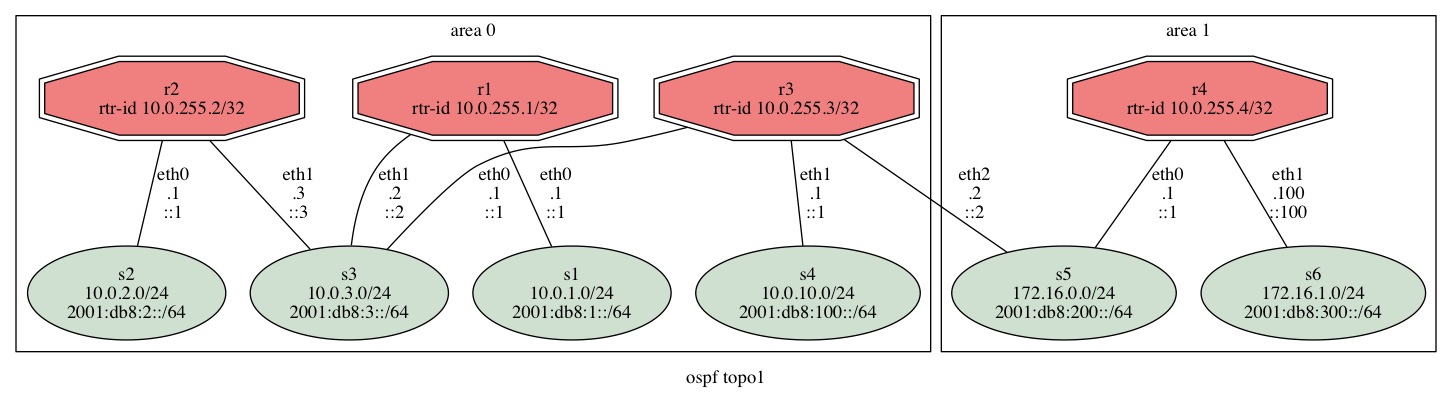 area 0
area 1
r2
rtr-id 10.0.255.2/32
r1
rtr-id 10.0.255.1/32
r3
rtr-id 10.0.255.3/32
r4
rtr-id 10.0.255.4/32
eth0
.1
::1
eth1
.3
::3
eth1
.2
::2
eth0
.1
::1
eth0
.1
::1
eth1
.1
::1
eth2
.2
::2
eth0
.1
::1
eth1
.100
::100
s2
10.0.2.0/24
2001:db8:2::/64
s3
10.0.3.0/24
2001:db8:3::/64
s1
10.0.1.0/24
2001:db8:1::/64
s4
10.0.10.0/24
2001:db8:100::/64
s5
172.16.0.0/24
2001:db8:200::/64
s6
172.16.1.0/24
2001:db8:300::/64
ospf topo1